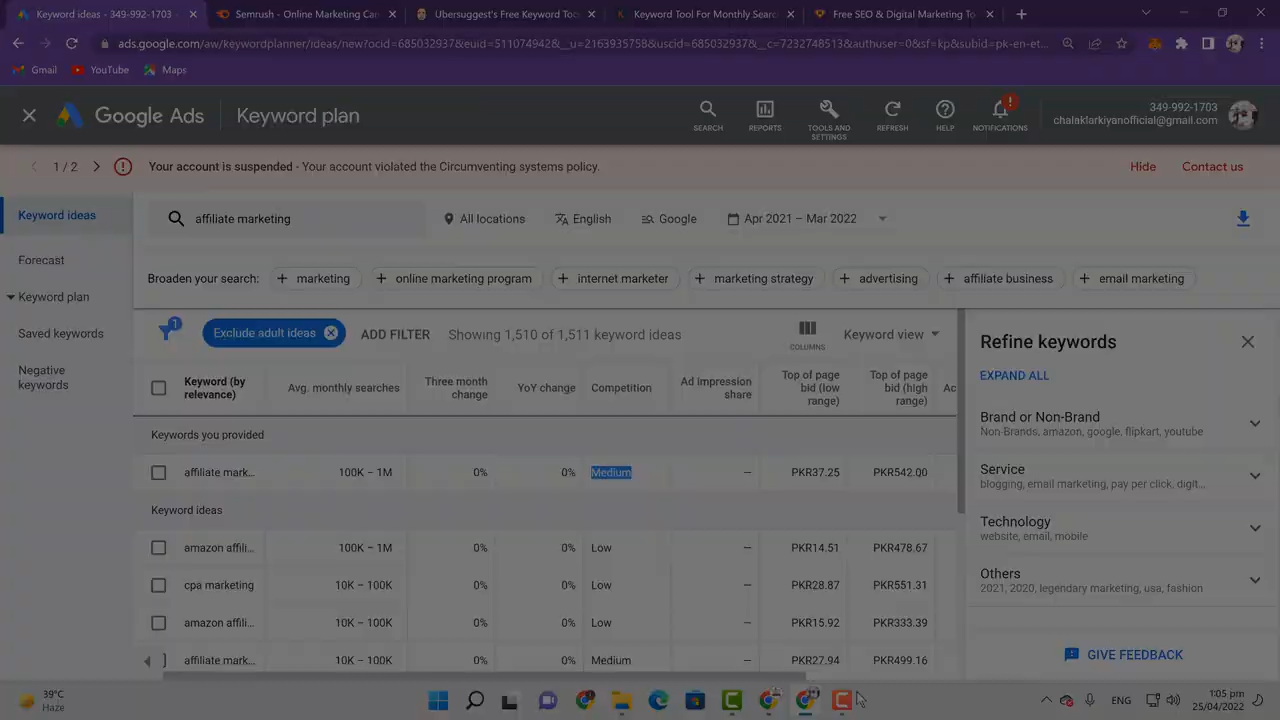 Keyword ideas - 349-992-1703 -
Semrush - Online Marketing Can
Ubersuggest's Free Keyword Too
Keyword Tool For Monthly Searc
Free SEO & Digital Marketing To
ads.google.com/aw/keywordplanner/ideas/new?ocid=685032937&euid=511074942&__u=2163935758&uscid=685032937&__c=7232748513&authuser=0&sf=kp&subid=pk-en-et...
Gmail YouTube Maps
Google Ads Keyword plan
SEARCH
REPORTS
TOOLS AND
SETTINGS
REFRESH
HELP
NOTIFICATIONS
349-992-1703
chalaklarkiyanofficial@gmail.com
1 / 2 Your account is suspended - Your account violated the Circumventing systems policy. Hide Contact us
Keyword ideas
Forecast
Keyword plan
Saved keywords
Negative
keywords
affiliate marketing All locations English Google Apr 2021 – Mar 2022
Broaden your search: + marketing + online marketing program + internet marketer + marketing strategy + advertising + affiliate business + email marketing
1 Exclude adult ideas ADD FILTER Showing 1,510 of 1,511 keyword ideas COLUMNS Keyword view
Keyword (by
relevance)
Avg. monthly searches
Three month
change
YoY change
Competition
Ad impression
share
Top of page
bid (low
range)
Top of page
bid (high
range)
Ac
Keywords you provided
affiliate mark... 100K – 1M 0% 0% Medium — PKR37.25 PKR542.00
Keyword ideas
amazon affili... 100K – 1M 0% 0% Low — PKR14.51 PKR478.67
cpa marketing 10K – 100K 0% 0% Low — PKR28.87 PKR551.31
amazon affili... 10K – 100K 0% 0% Low — PKR15.92 PKR333.39
affiliate mark... 10K – 100K 0% 0% Medium — PKR27.94 PKR499.16
Refine keywords
EXPAND ALL
Brand or Non-Brand
Non-Brands, amazon, google, flipkart, youtube
Service
blogging, email marketing, pay per click, digit...
Technology
website, email, mobile
Others
2021, 2020, legendary marketing, usa, fashion
GIVE FEEDBACK
39°C
Haze
ENG
1:05 pm
25/04/2022